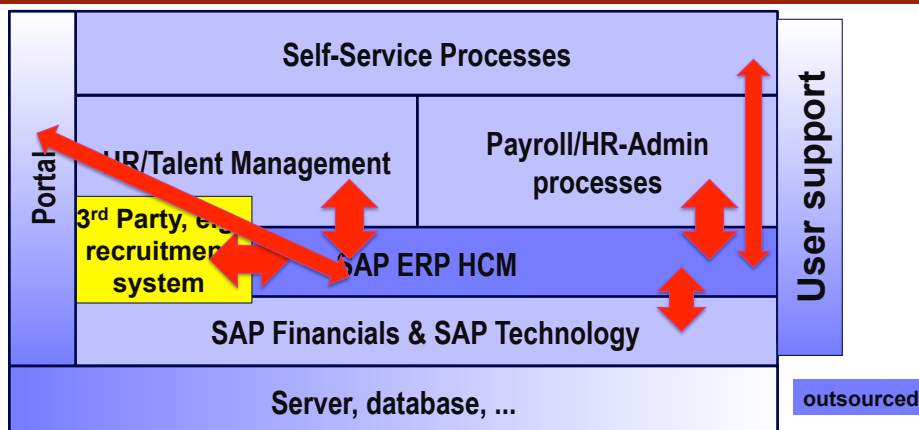 Self-Service Processes
Portal
HR/Talent Management
Payroll/HR-Admin
processes
User support
3rd Party, e.g.
recruitment
system
SAP ERP HCM
SAP Financials & SAP Technology
Server, database, ...
outsourced